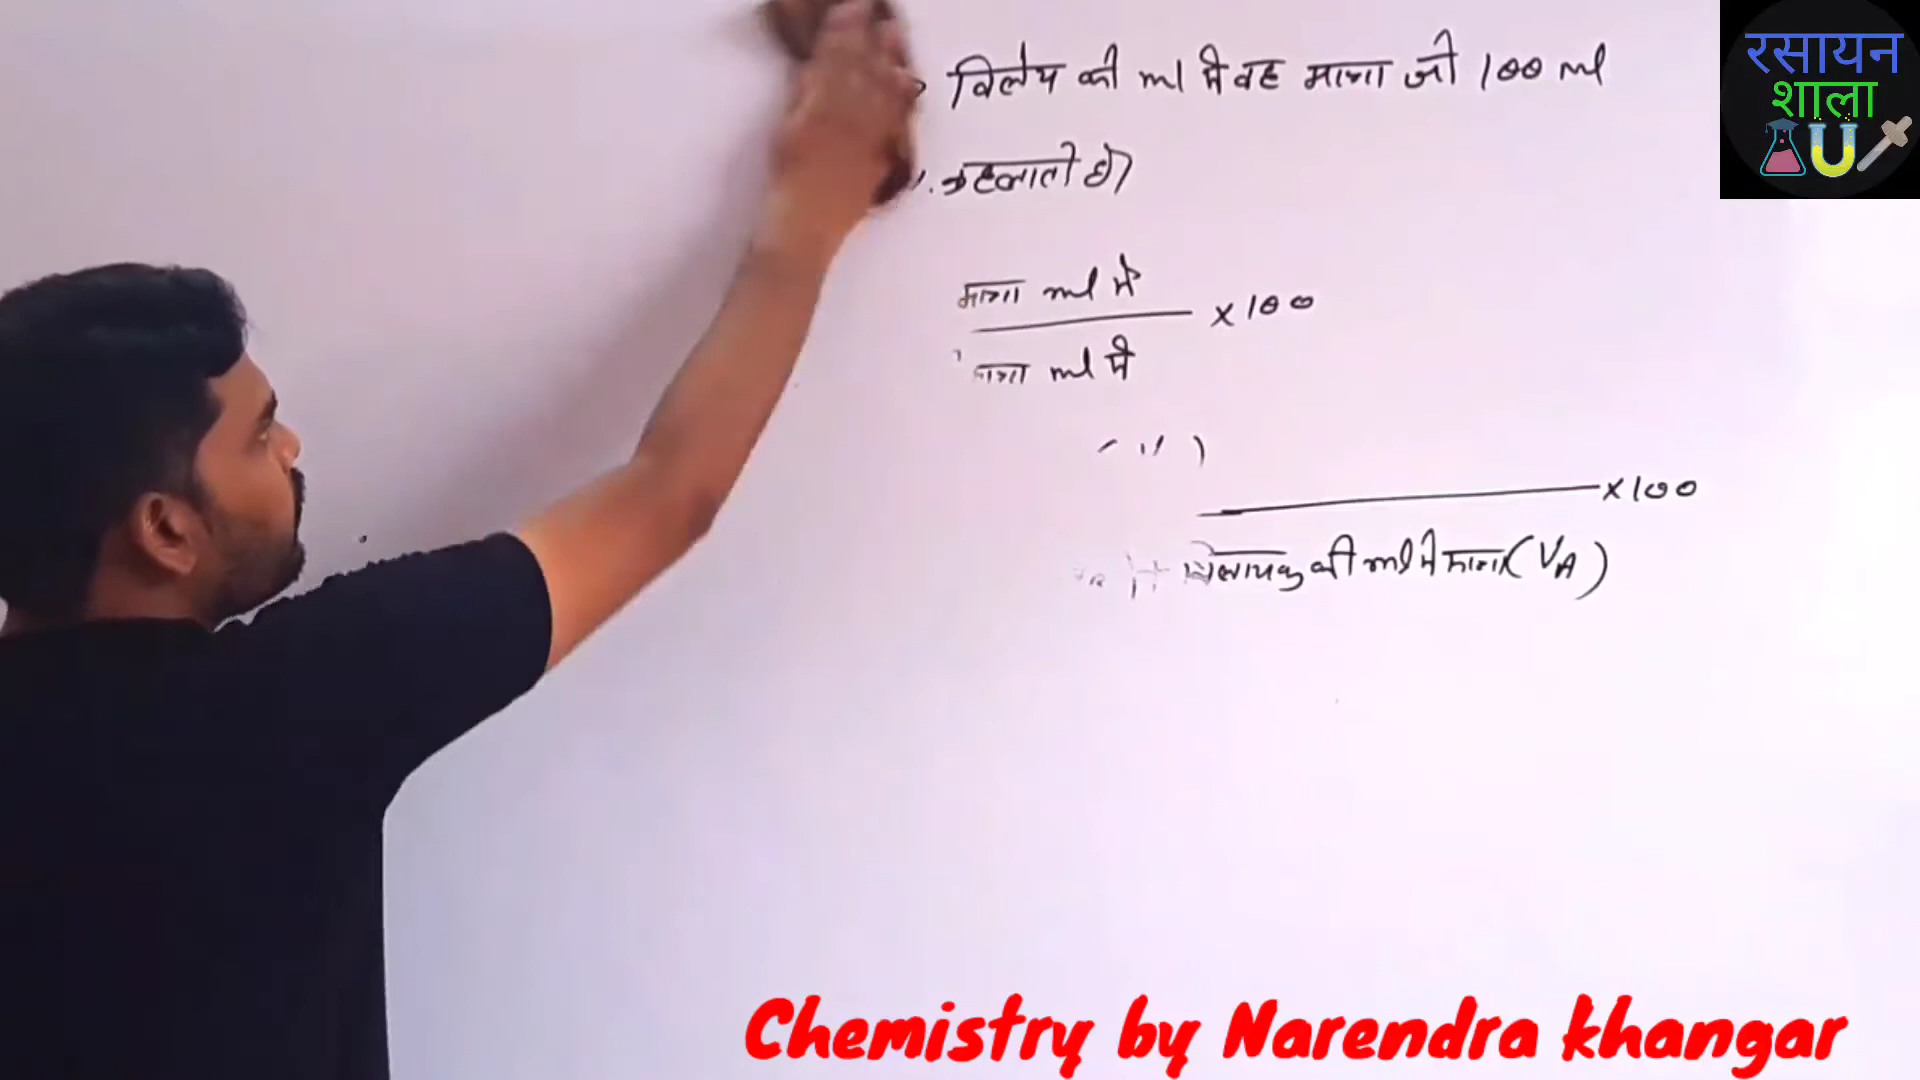 विलेय की ml में वह मात्रा जो 100 ml
कहलाती है।
मात्रा ml में
× 100
मात्रा ml में
× 100
विलायक की ml में मात्रा (VA)
रसायन
शाला
Chemistry by Narendra khangar